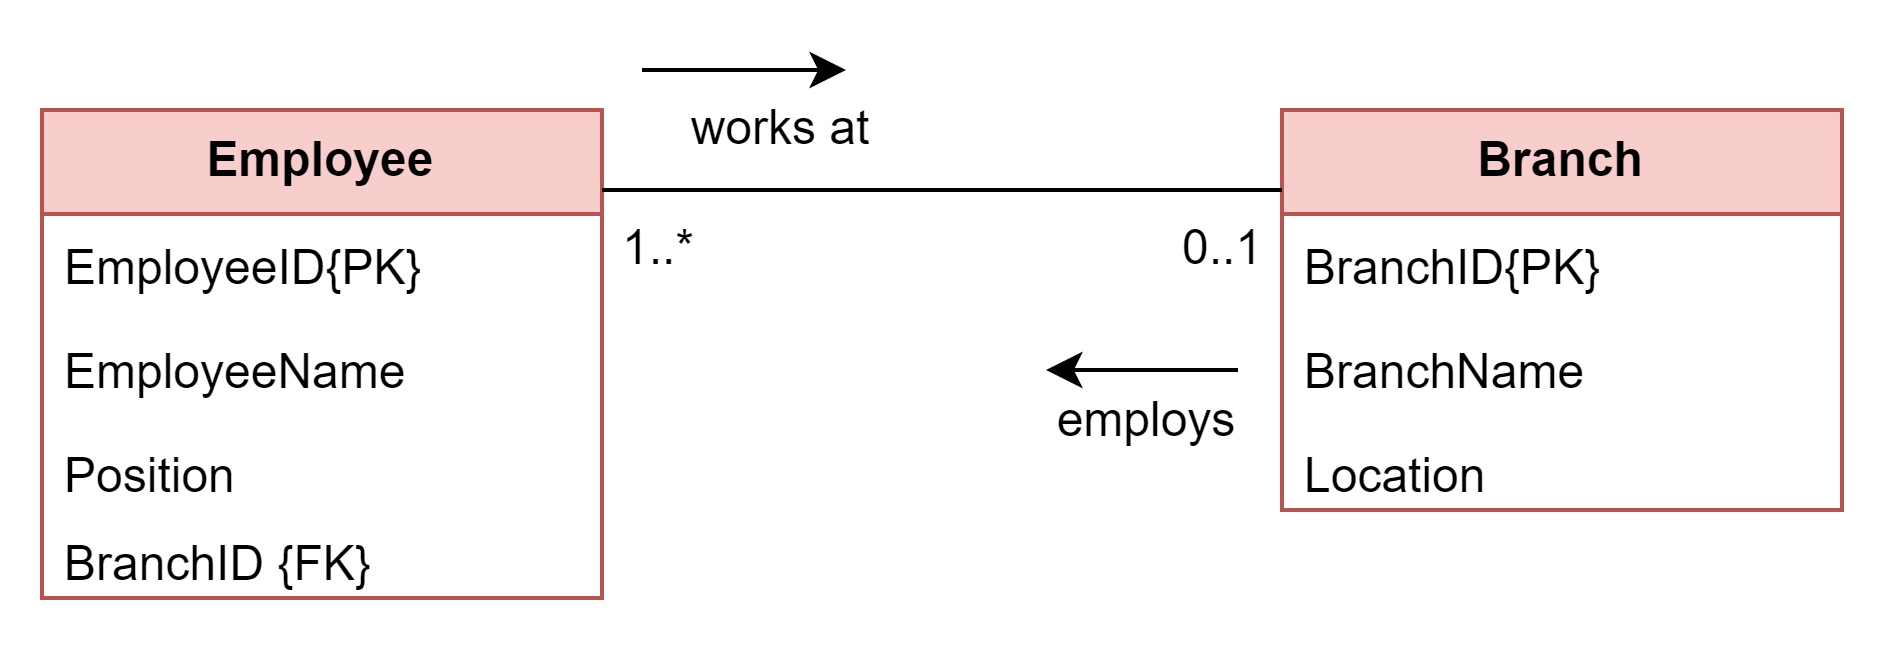 works at
Employee
EmployeeID{PK}
EmployeeName
Position
BranchID {FK}
1..*
0..1
employs
Branch
BranchID{PK}
BranchName
Location